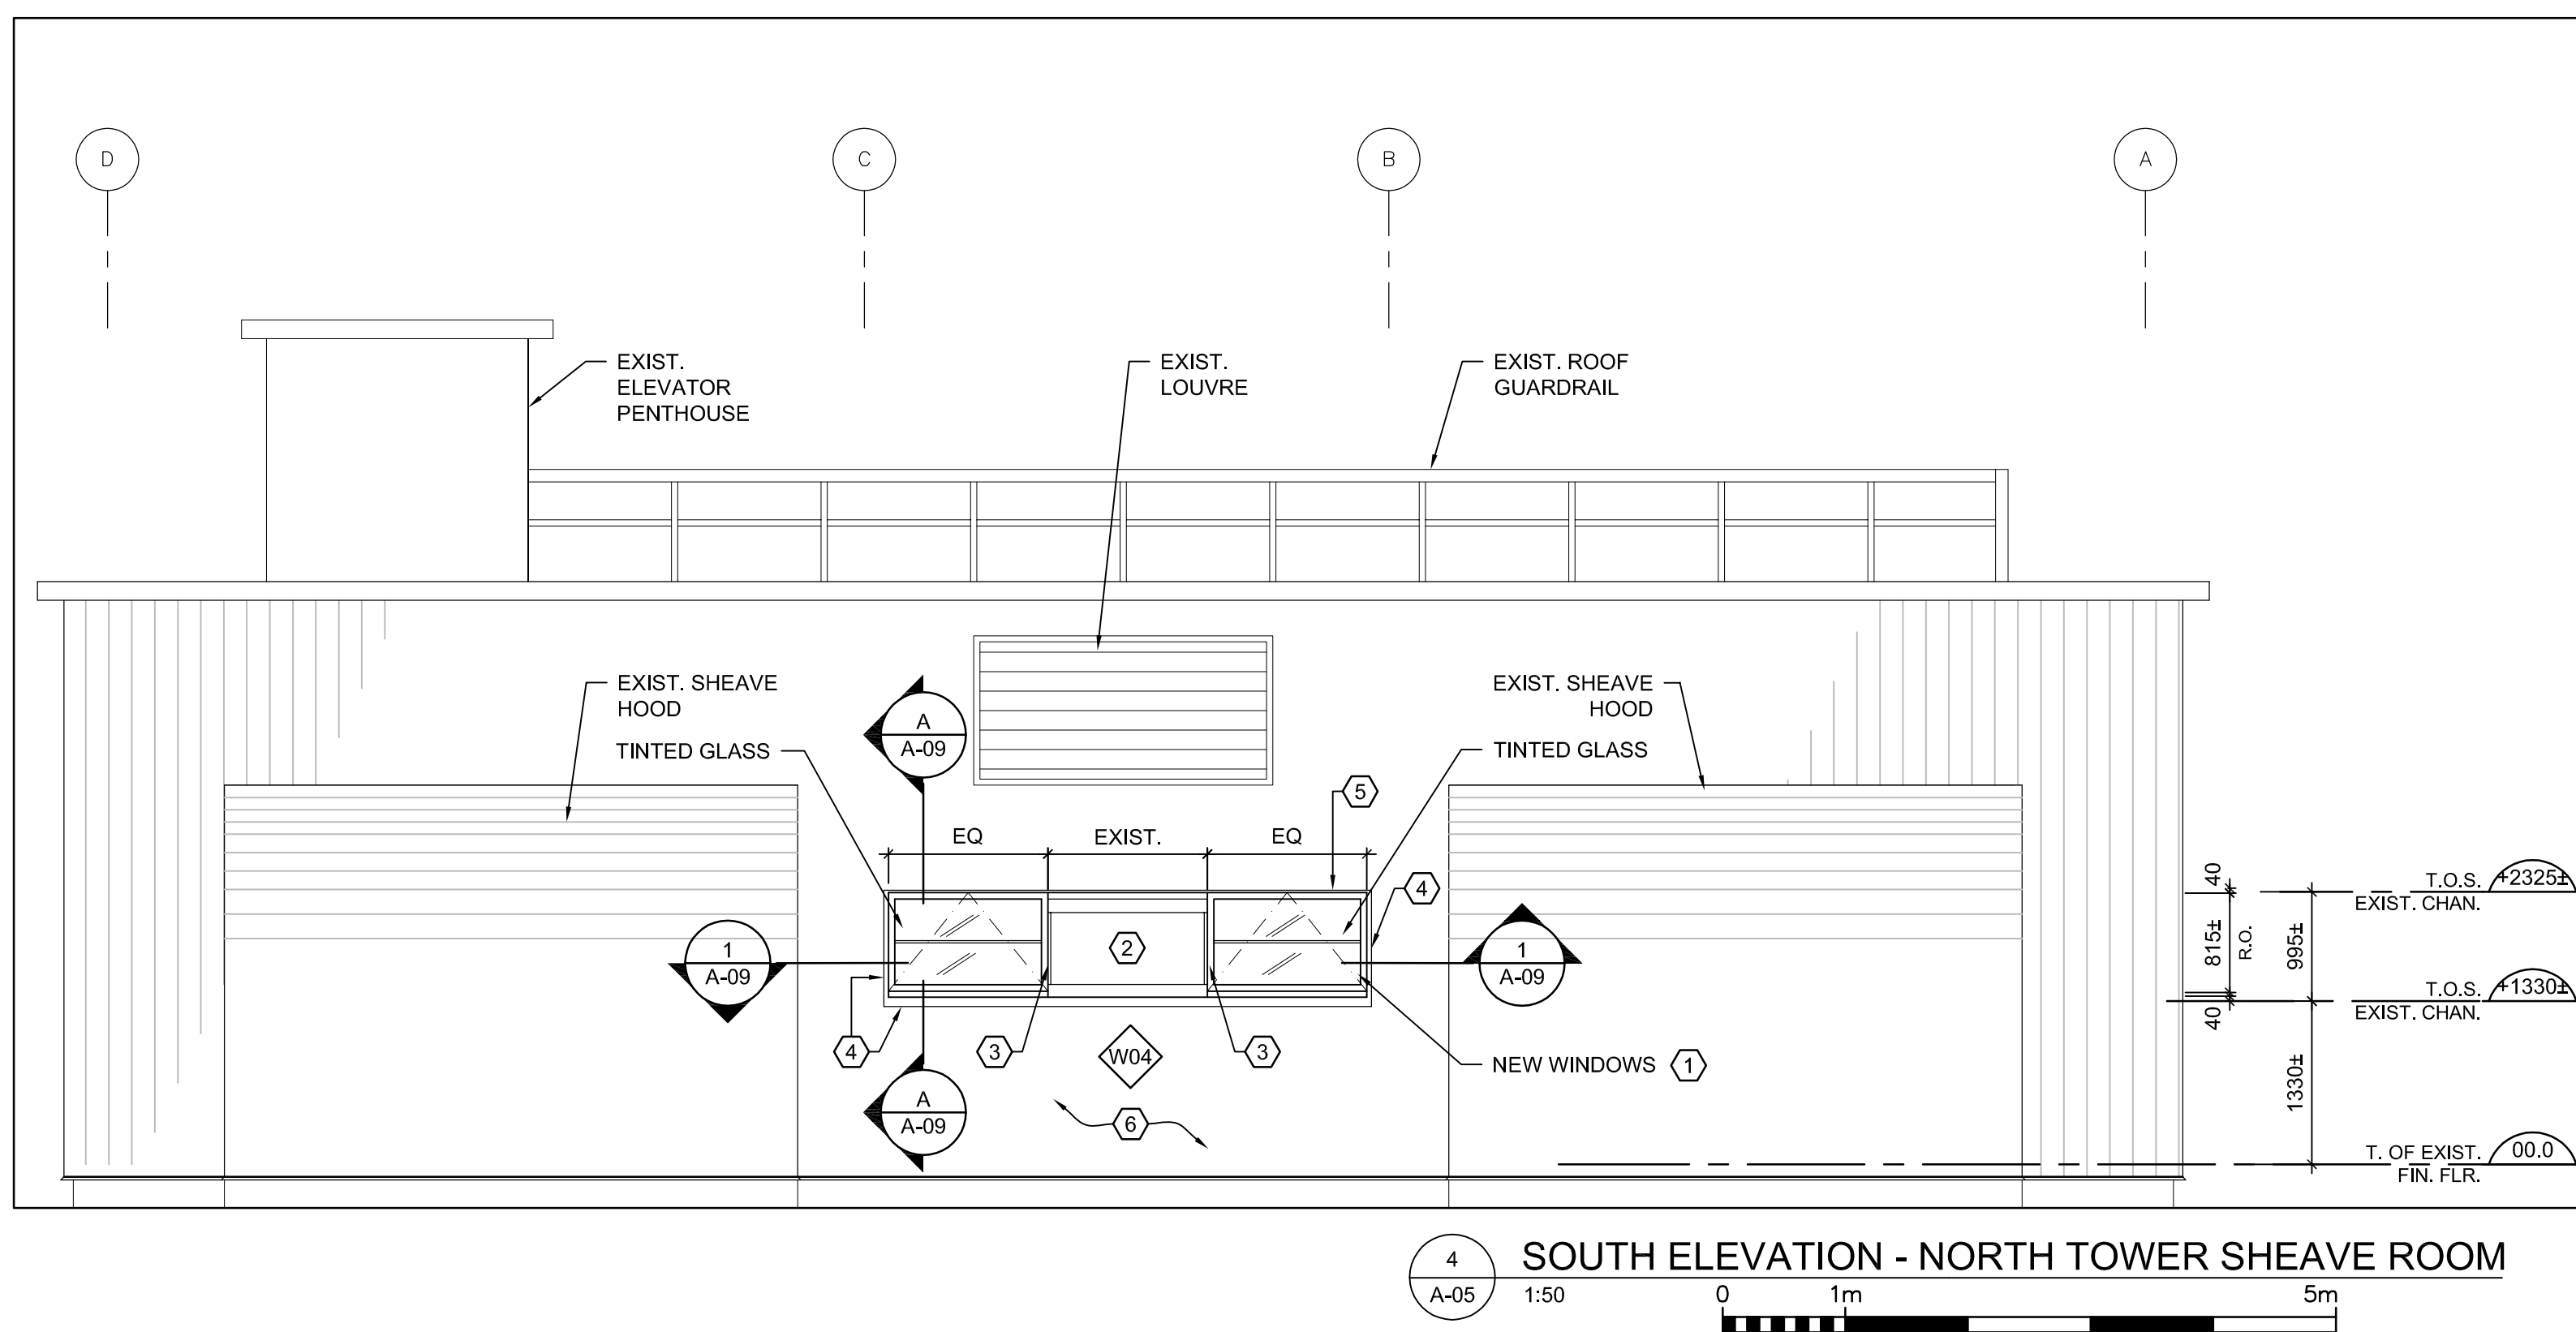 D
C
B
A
EXIST.
ELEVATOR
PENTHOUSE
EXIST.
LOUVRE
EXIST. ROOF
GUARDRAIL
EXIST. SHEAVE
HOOD
TINTED GLASS
A
A-09
EXIST. SHEAVE
HOOD
TINTED GLASS
5
EQ
EXIST.
EQ
4
2
1
A-09
1
A-09
4
3
W04
3
NEW WINDOWS 1
A
A-09
6
40
815±
R.O.
40
995±
1330±
T.O.S. +2325±
EXIST. CHAN.
T.O.S. +1330±
EXIST. CHAN.
T. OF EXIST. 00.0
FIN. FLR.
4
A-05
SOUTH ELEVATION - NORTH TOWER SHEAVE ROOM
1:50
0 1m 5m